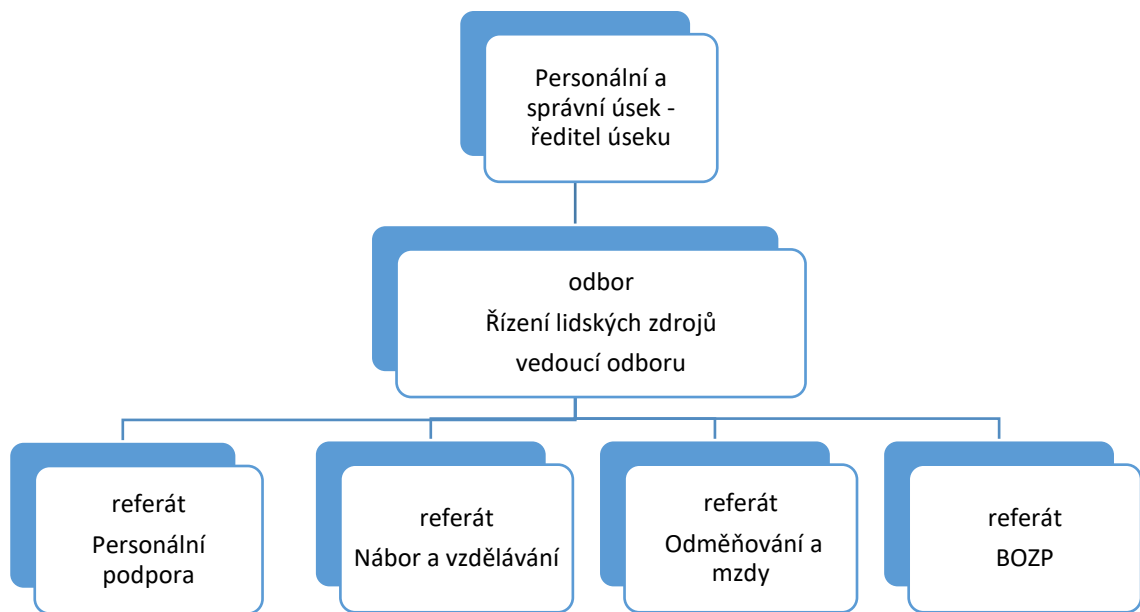 Personální a
správní úsek -
ředitel úseku
odbor
Řízení lidských zdrojů
vedoucí odboru
referát
Personální
podpora
referát
Nábor a vzdělávání
referát
Odměňování a
mzdy
referát
BOZP